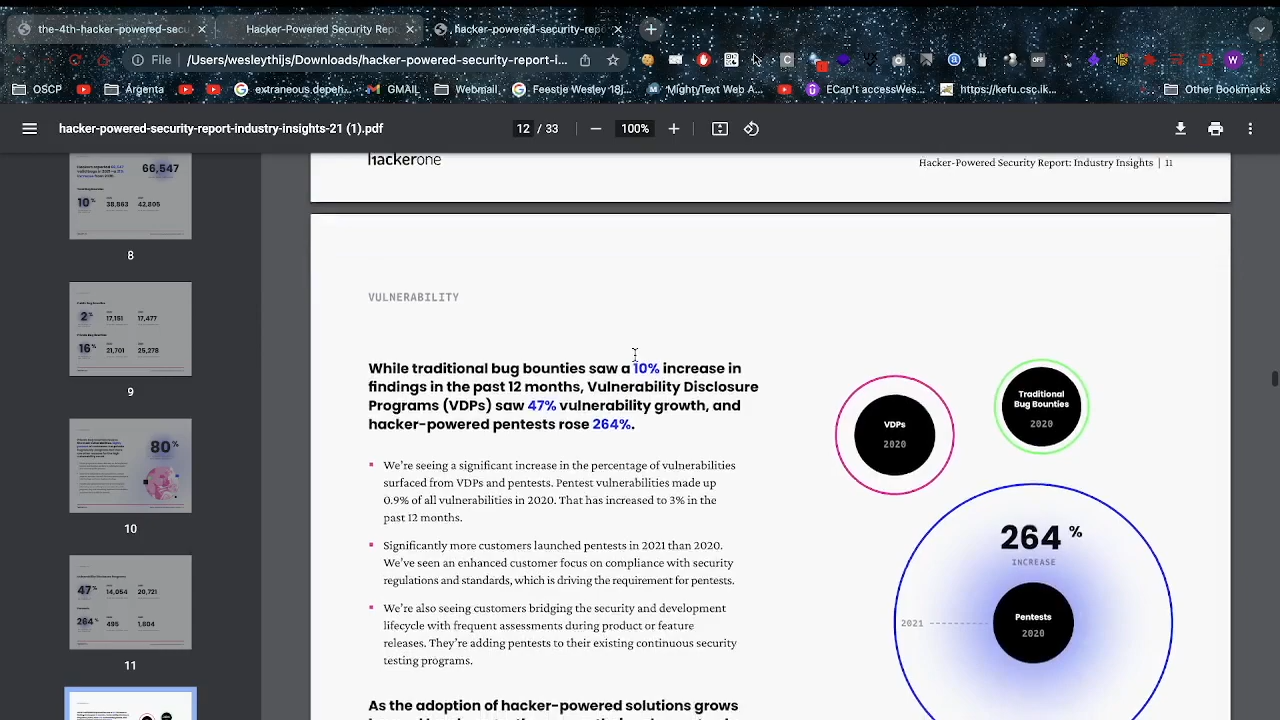 the-4th-hacker-powered-secu
Hacker-Powered Security Repo
hacker-powered-security-repo
File
/Users/wesleythijs/Downloads/hacker-powered-security-report-i...
OSCP
Argenta
extraneous.depen..
GMAIL
Webmail
Feestje Wesley 18j...
MightyText Web A...
ECan't accessWes...
https://kefu.csc.lk...
Other Bookmarks
hacker-powered-security-report-industry-insights-21 (1).pdf
12 / 33
100%
66,547
10%
38,863
42,805
8
2%
17,151
17,477
16%
21,701
25,278
9
80%
10
47%
14,054
20,721
264%
495
1,804
11
hackerone
Hacker-Powered Security Report: Industry Insights | 11
VULNERABILITY
While traditional bug bounties saw a 10% increase in
findings in the past 12 months, Vulnerability Disclosure
Programs (VDPs) saw 47% vulnerability growth, and
hacker-powered pentests rose 264%.
We're seeing a significant increase in the percentage of vulnerabilities
surfaced from VDPs and pentests. Pentest vulnerabilities made up
0.9% of all vulnerabilities in 2020. That has increased to 3% in the
past 12 months.
Significantly more customers launched pentests in 2021 than 2020.
We've seen an enhanced customer focus on compliance with security
regulations and standards, which is driving the requirement for pentests.
We're also seeing customers bridging the security and development
lifecycle with frequent assessments during product or feature
releases. They're adding pentests to their existing continuous security
testing programs.
As the adoption of hacker-powered solutions grows
VDPs
2020
Traditional
Bug Bounties
2020
264%
INCREASE
Pentests
2020
2021